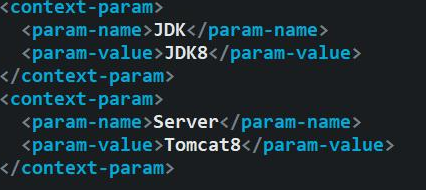 <context-param>
  <param-name>JDK</param-name>
  <param-value>JDK8</param-value>
</context-param>
<context-param>
  <param-name>Server</param-name>
  <param-value>Tomcat8</param-value>
</context-param>